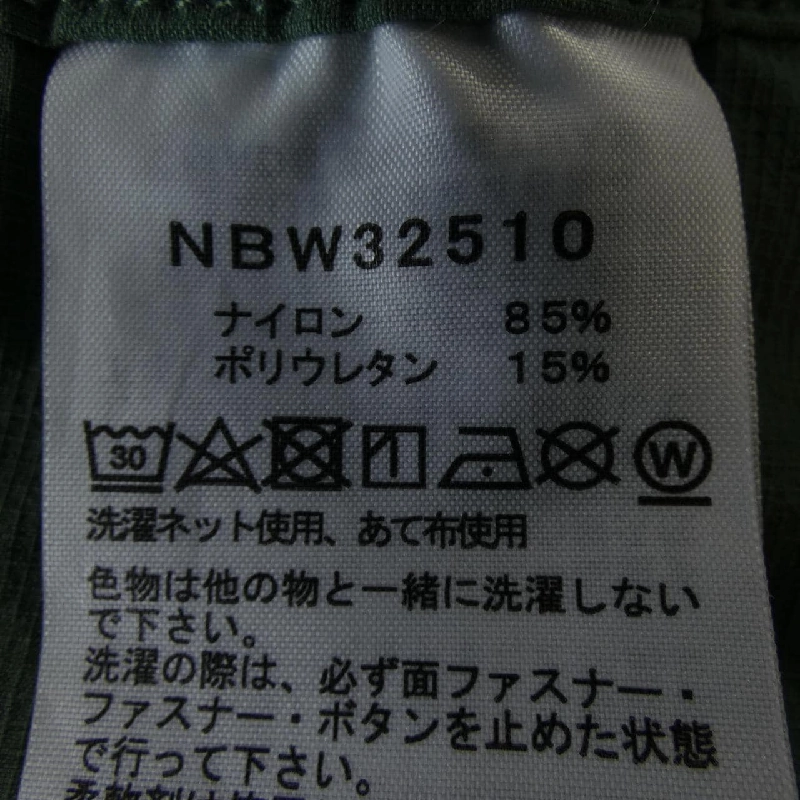 NBW32510
ナイロン 85%
ポリウレタン 15%
30 W
洗濯ネット使用、あて布使用
色物は他の物と一緒に洗濯しない
で下さい。
洗濯の際は、必ず面ファスナー・
ファスナー・ボタンを止めた状態
で行って下さい。